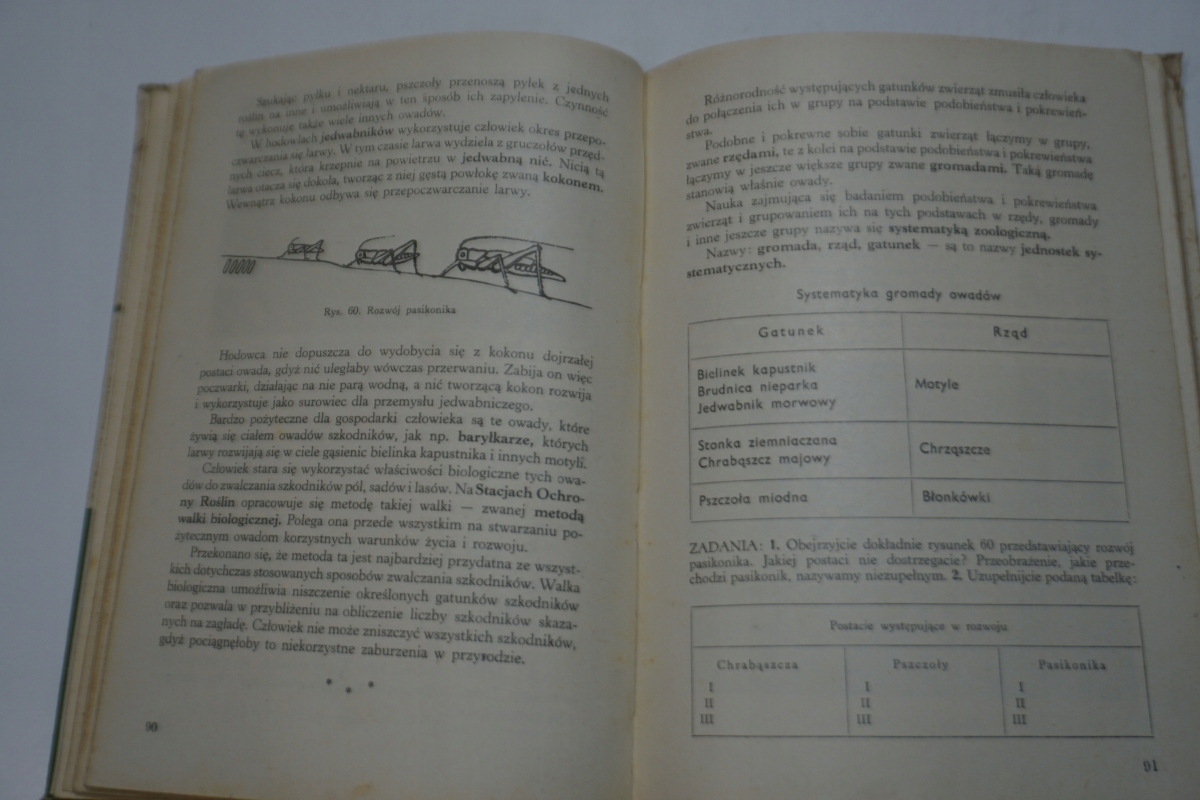 Spijając pyłku i nektaru, pszczoły przenoszą pyłek z jednych
roślin na inne i umożliwiają w ten sposób ich zapylenie. Czynność
tę wykonuje także wiele innych owadów.
W hodowlach jedwabników wykorzystuje człowiek okres przepo-
czwarczania się larwy. W tym czasie larwa wydziela z gruczołów przęd-
nych ciecz, która krzepnie na powietrzu w jedwabną nić. Nicią tą
larwa otacza się dokoła, tworząc z niej gęstą powłokę zwaną kokonem.
Wewnątrz kokonu odbywa się przepoczwarczanie larwy.
Rys. 60. Rozwój pasikonika
Hodowca nie dopuszcza do wydobycia się z kokonu dojrzałej
postaci owada, gdyż nić uległaby wówczas przerwaniu. Zabija on więc
poczwarki, działając na nie parą wodną, a nić tworzącą kokon rozwija
i wykorzystuje jako surowiec dla przemysłu jedwabniczego.
Bardzo pożyteczne dla gospodarki człowieka są te owady, które
żywią się ciałem owadów szkodników, jak np. baryłkarze, których
larwy rozwijają się w ciele gąsienic bielinka kapustnika i innych motyli.
Człowiek stara się wykorzystać właściwości biologiczne tych owa-
dów do zwalczania szkodników pól, sadów i lasów. Na Stacjach Ochro-
ny Roślin opracowuje się metodę takiej walki — zwanej metodą
walki biologicznej. Polega ona przede wszystkim na stwarzaniu po-
żytecznym owadom korzystnych warunków życia i rozwoju.
Przekonano się, że metoda ta jest najbardziej przydatna ze wszyst-
kich dotychczas stosowanych sposobów zwalczania szkodników. Walka
biologiczna umożliwia niszczenie określonych gatunków szkodników
oraz pozwala w przybliżeniu na obliczenie liczby szkodników skaza-
nych na zagładę. Człowiek nie może zniszczyć wszystkich szkodników,
gdyż pociągnęłoby to niekorzystne zaburzenia w przyrodzie.
* * *
90
Różnorodność występujących gatunków zwierząt zmusiła człowieka
do połączenia ich w grupy na podstawie podobieństwa i pokrewień-
stwa.
Podobne i pokrewne sobie gatunki zwierząt łączymy w grupy,
zwane rzędami, te z kolei na podstawie podobieństwa i pokrewieństwa
łączymy w jeszcze większe grupy zwane gromadami. Taką gromadę
stanowią właśnie owady.
Nauka zajmująca się badaniem podobieństwa i pokrewieństwa
zwierząt i grupowaniem ich na tych podstawach w rzędy, gromady
i inne jeszcze grupy nazywa się systematyką zoologiczną.
Nazwy: gromada, rząd, gatunek — są to nazwy jednostek sy-
stematycznych.
Systematyka gromady owadów
Gatunek Rząd
Bielinek kapustnik
Brudnica nieparka Motyle
Jedwabnik morwowy
Stonka ziemniaczana
Chrabąszcz majowy Chrząszcze
Pszczoła miodna Błonkówki
ZADANIA: 1. Obejrzyjcie dokładnie rysunek 60 przedstawiający rozwój
pasikonika. Jakiej postaci nie dostrzegacie? Przeobrażenie, jakie prze-
chodzi pasikonik, nazywamy niezupełnym. 2. Uzupełnijcie podaną tabelkę:
Postacie występujące w rozwoju
Chrabąszcza Pszczoły Pasikonika
I I I
II II II
III III III
91